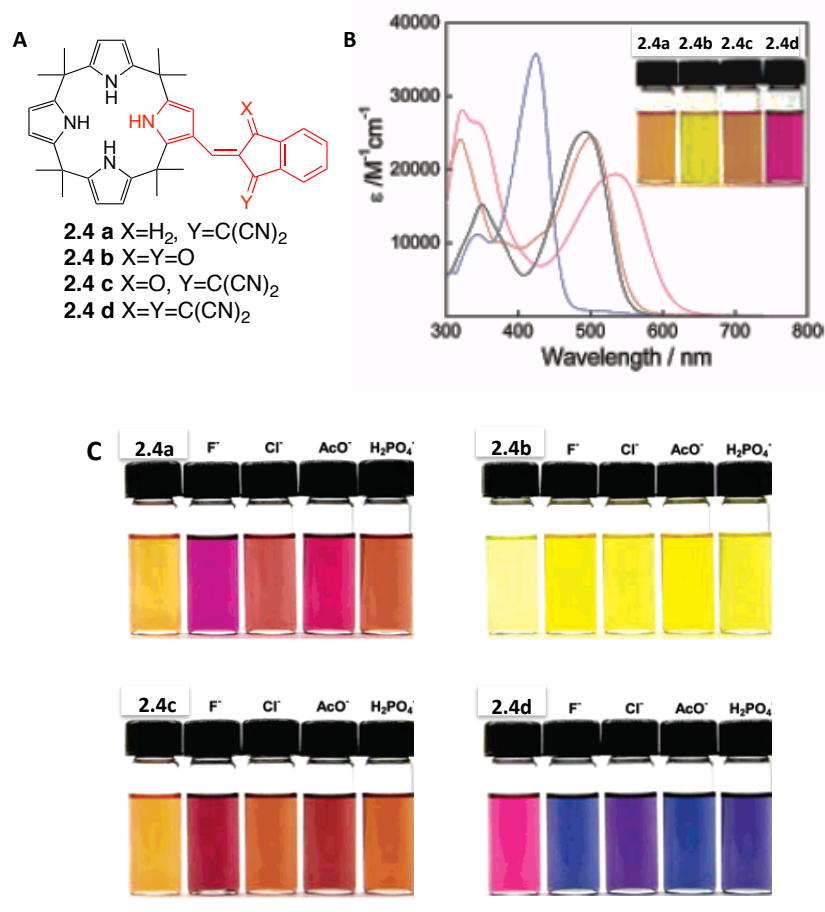 A
NH
NH
HN
NH
X
Y
2.4 a X=H₂, Y=C(CN)₂
2.4 b X=Y=O
2.4 c X=O, Y=C(CN)₂
2.4 d X=Y=C(CN)₂
B
40000
30000
20000
10000
ε /M⁻¹cm⁻¹
300 400 500 600 700 800
Wavelength / nm
2.4a 2.4b 2.4c 2.4d
C
2.4a F⁻ Cl⁻ AcO⁻ H₂PO₄⁻
2.4b F⁻ Cl⁻ AcO⁻ H₂PO₄⁻
2.4c F⁻ Cl⁻ AcO⁻ H₂PO₄⁻
2.4d F⁻ Cl⁻ AcO⁻ H₂PO₄⁻